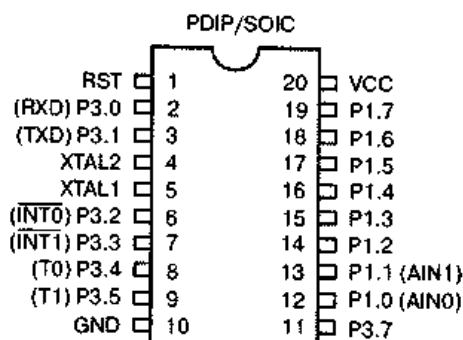 PDIP/SOIC
RST 1 20 VCC
(RXD) P3.0 2 19 P1.7
(TXD) P3.1 3 18 P1.6
XTAL2 4 17 P1.5
XTAL1 5 16 P1.4
(INT0) P3.2 6 15 P1.3
(INT1) P3.3 7 14 P1.2
(T0) P3.4 8 13 P1.1 (AIN1)
(T1) P3.5 9 12 P1.0 (AIN0)
GND 10 11 P3.7